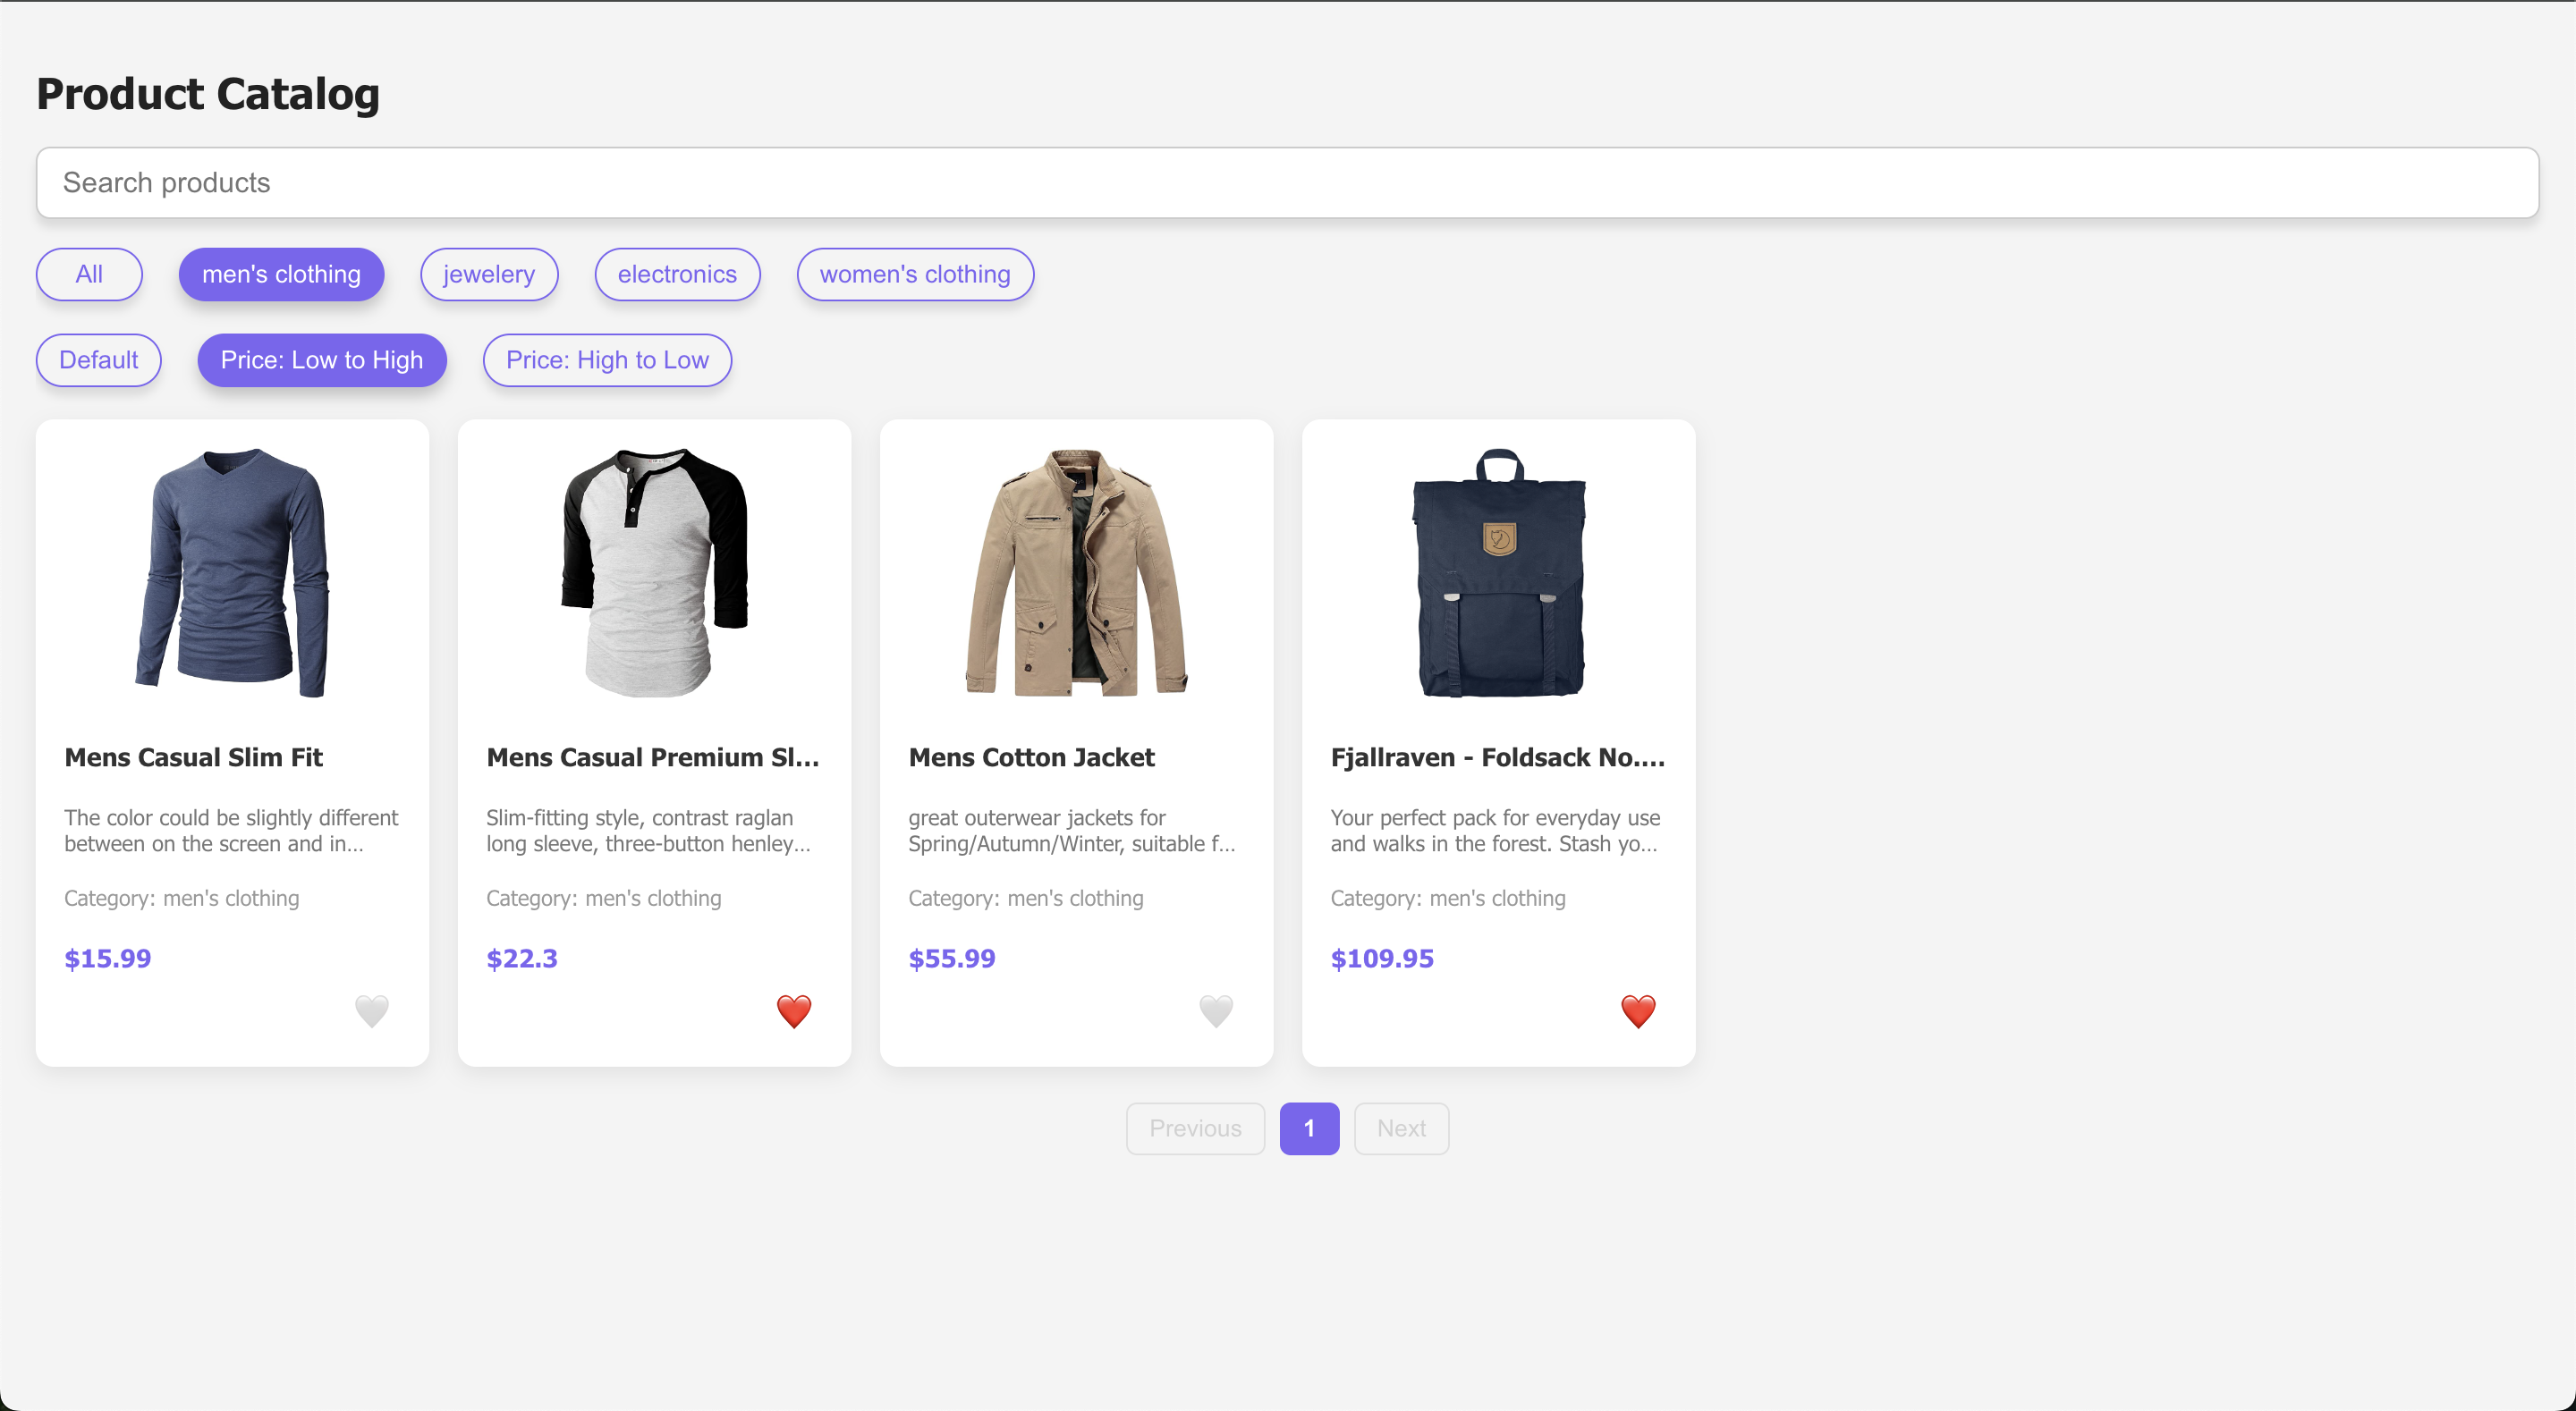 Product Catalog
Search products
All men's clothing jewelery electronics women's clothing
Default Price: Low to High Price: High to Low
Mens Casual Slim Fit
The color could be slightly different
between on the screen and in...
Category: men's clothing
$15.99
Mens Casual Premium Sl...
Slim-fitting style, contrast raglan
long sleeve, three-button henley...
Category: men's clothing
$22.3
Mens Cotton Jacket
great outerwear jackets for
Spring/Autumn/Winter, suitable f...
Category: men's clothing
$55.99
Fjallraven - Foldsack No....
Your perfect pack for everyday use
and walks in the forest. Stash yo...
Category: men's clothing
$109.95
Previous 1 Next